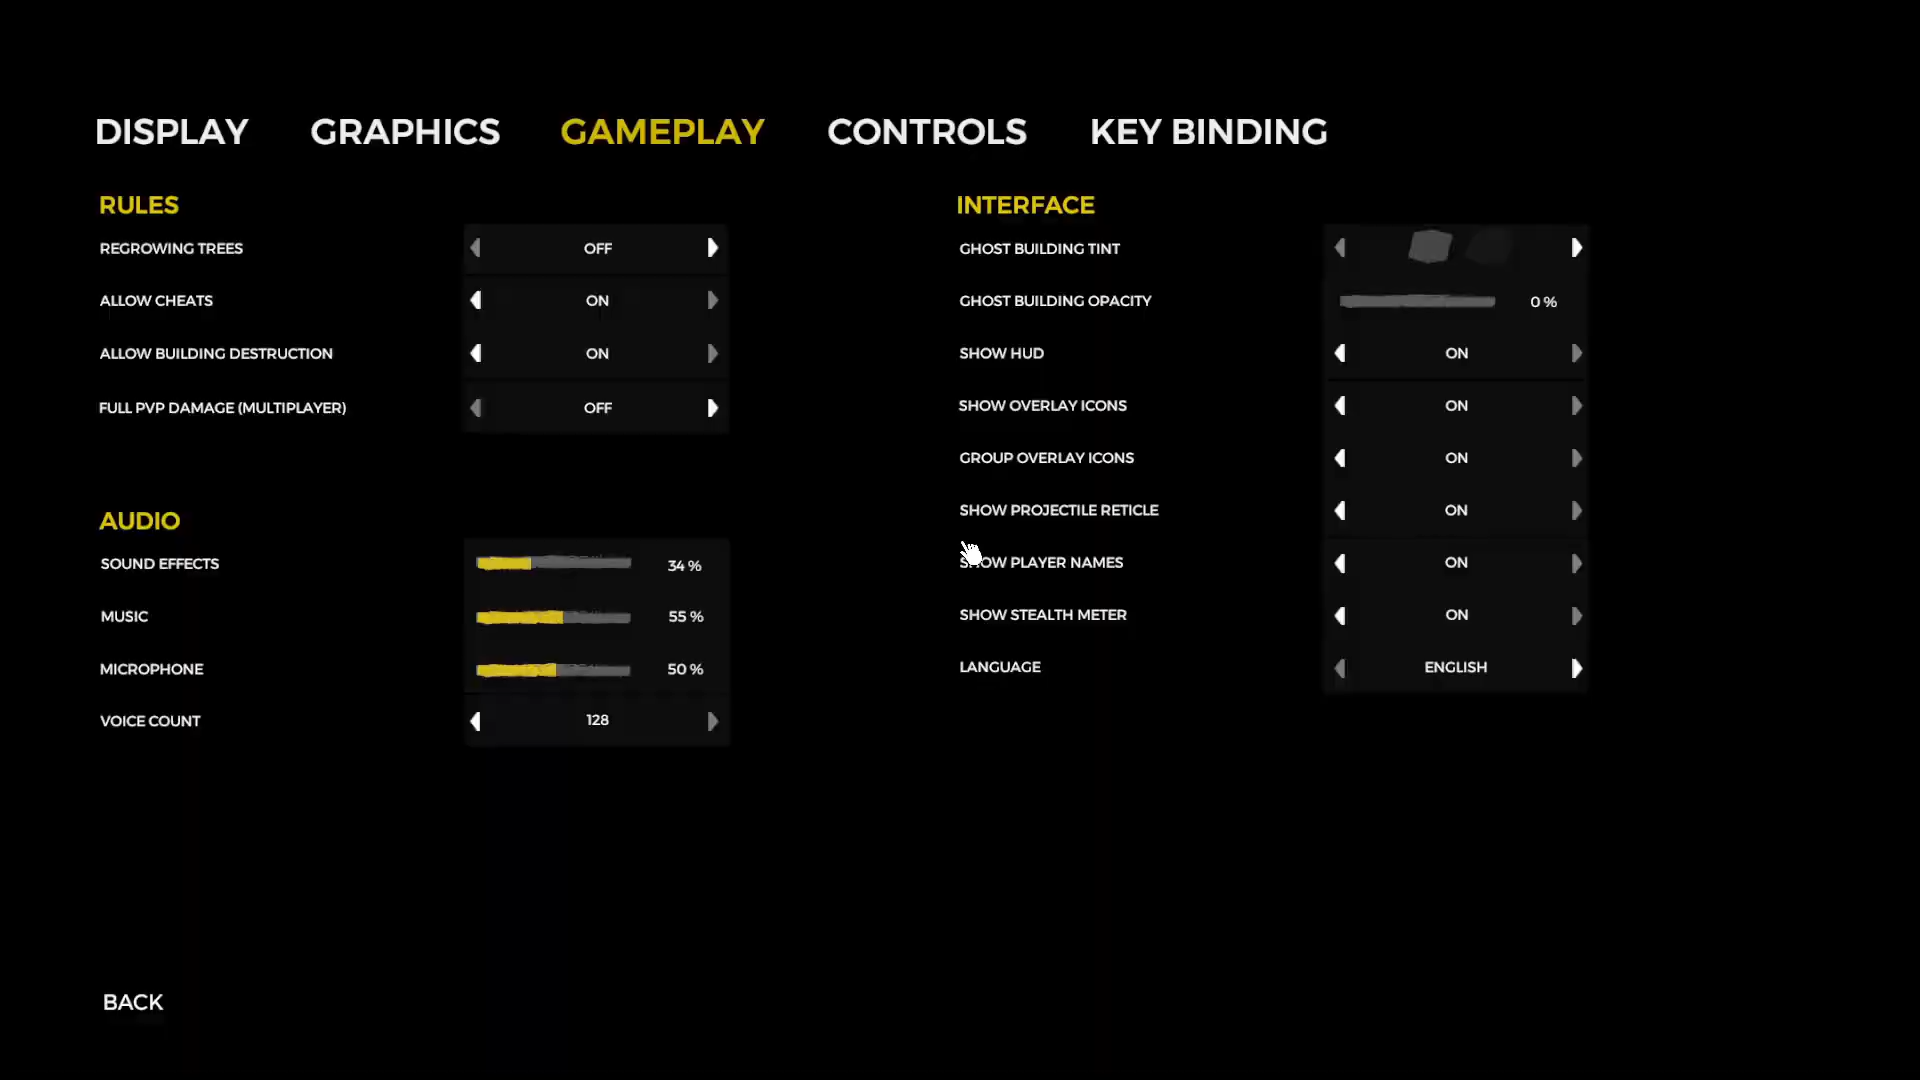 DISPLAY GRAPHICS GAMEPLAY CONTROLS KEY BINDING
RULES
REGROWING TREES OFF
ALLOW CHEATS ON
ALLOW BUILDING DESTRUCTION ON
FULL PVP DAMAGE (MULTIPLAYER) OFF
AUDIO
SOUND EFFECTS 34 %
MUSIC 55 %
MICROPHONE 50 %
VOICE COUNT 128
INTERFACE
GHOST BUILDING TINT
GHOST BUILDING OPACITY 0 %
SHOW HUD ON
SHOW OVERLAY ICONS ON
GROUP OVERLAY ICONS ON
SHOW PROJECTILE RETICLE ON
SHOW PLAYER NAMES ON
SHOW STEALTH METER ON
LANGUAGE ENGLISH
BACK